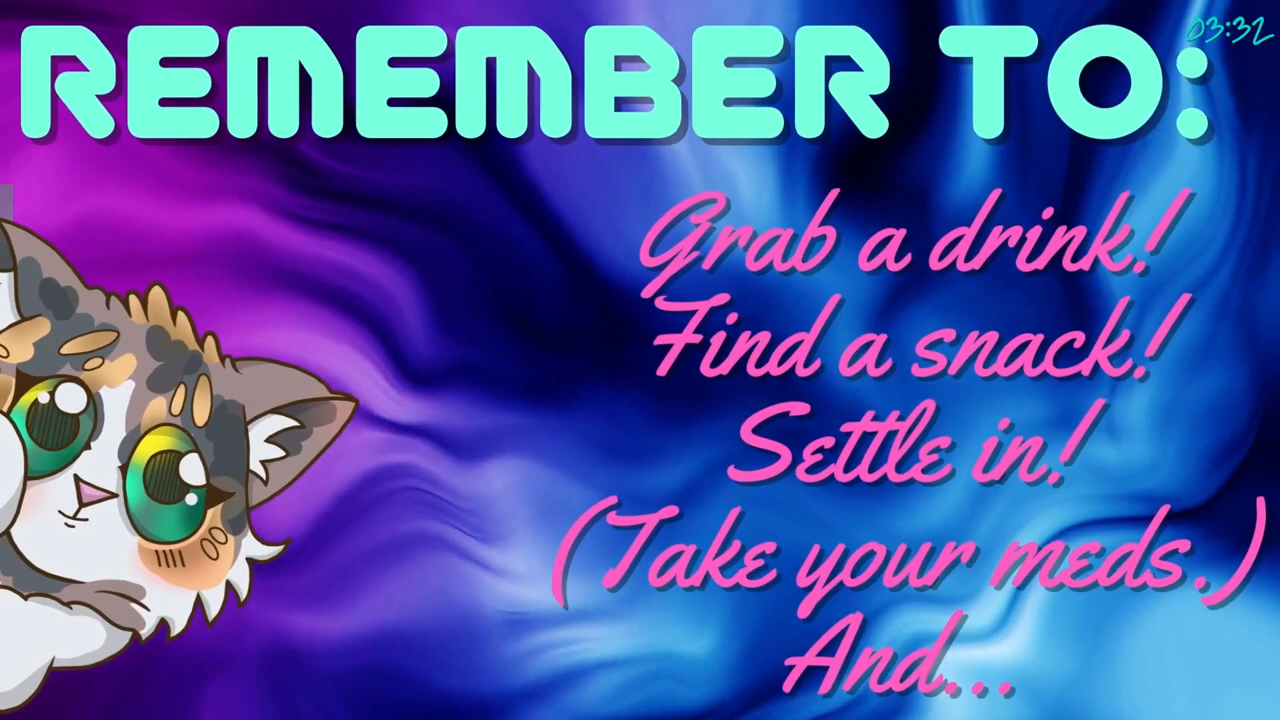 03:32
REMEMBER TO:
Grab a drink!
Find a snack!
Settle in!
(Take your meds.)
And...